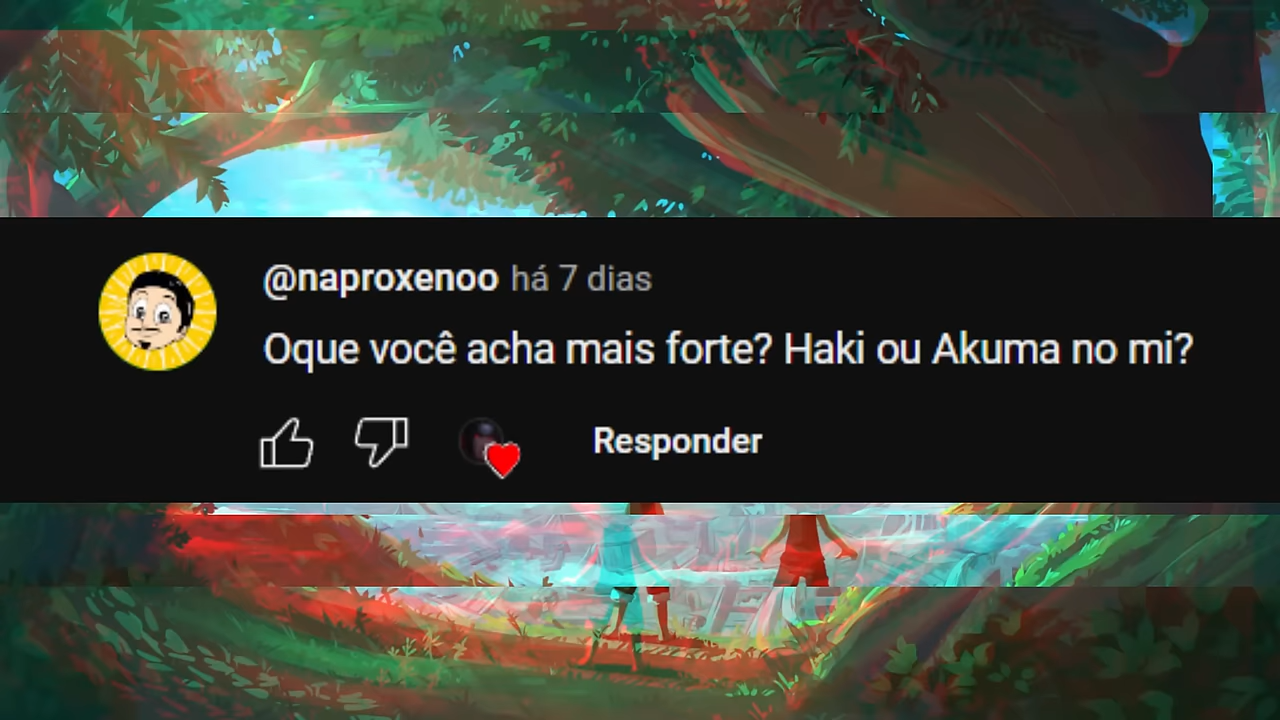 @naproxenoo há 7 dias
Oque você acha mais forte? Haki ou Akuma no mi?
Responder